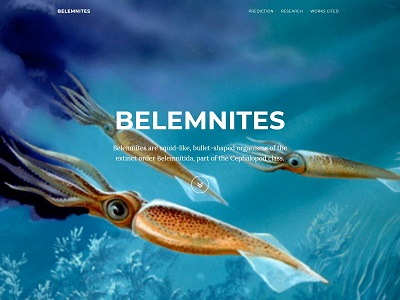 BELEMNITES
PREDICTION RESEARCH WORKS CITED
BELEMNITES
Belemnites are squid-like, bullet-shaped organisms of the
extinct order Belemnitida, part of the Cephalopod class.